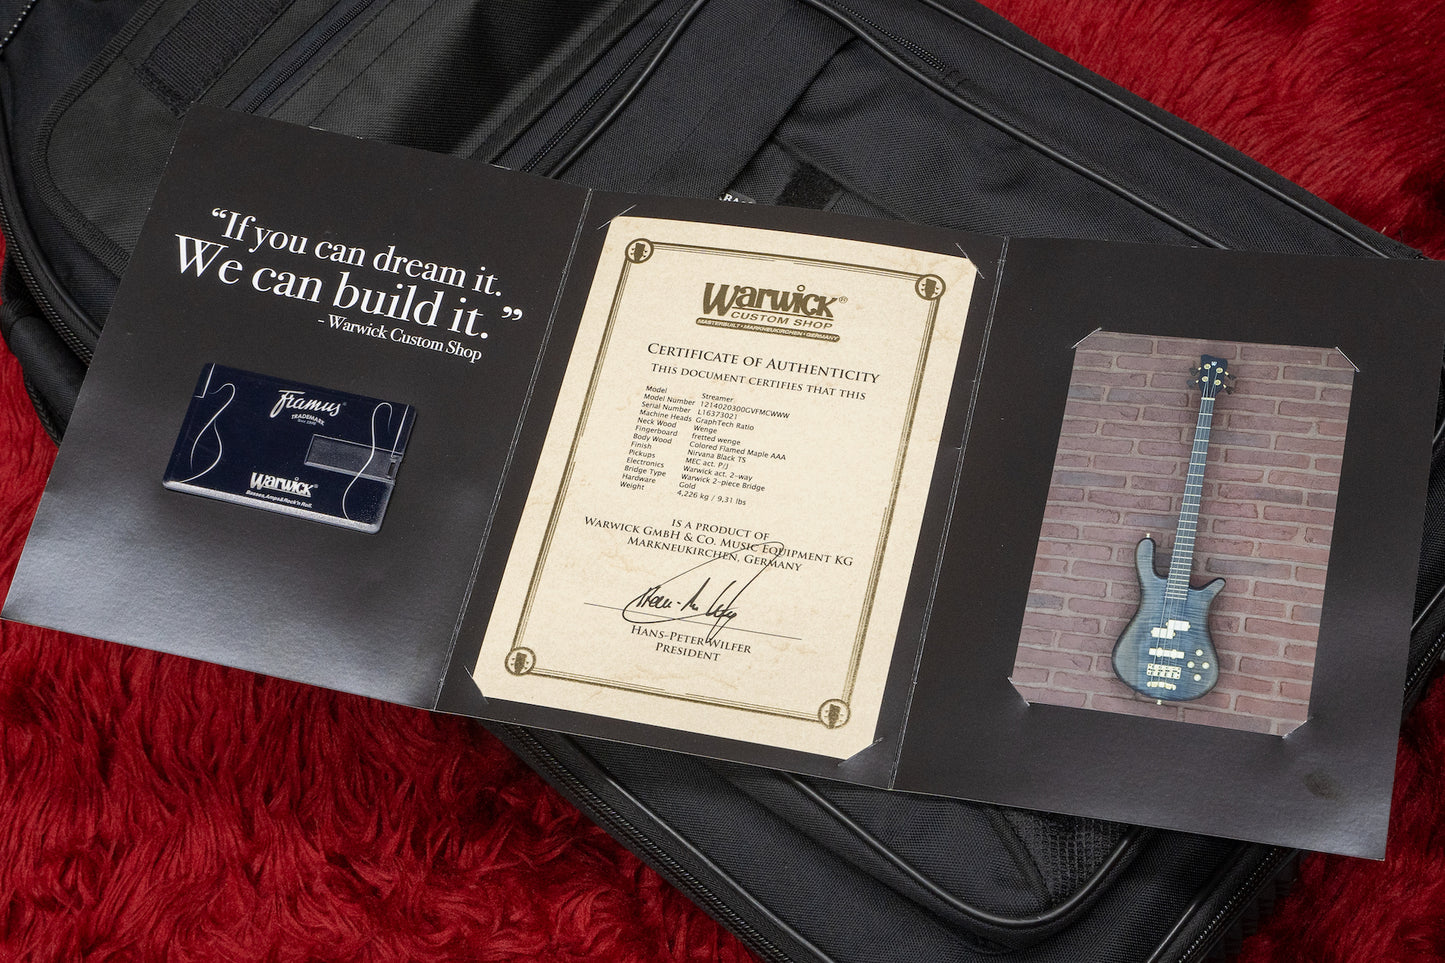 “If you can dream it.
We can build it.”
- Warwick Custom Shop
Framus
TRADEMARK
Warwick
Basses, Amps & Rock'n Roll.
Warwick®
CUSTOM SHOP
MASTERBUILT • MARKNEUKIRCHEN • GERMANY
CERTIFICATE OF AUTHENTICITY
THIS DOCUMENT CERTIFIES THAT THIS
Model Streamer
Model Number 1214020300GVFMCWWW
Serial Number L16373021
Machine Heads GraphTech Ratio
Neck Wood Wenge
Fingerboard fretted wenge
Body Wood Colored Flamed Maple AAA
Finish Nirvana Black TS
Pickups MEC act. P/J
Electronics Warwick act. 2-way
Bridge Type Warwick 2-piece Bridge
Hardware Gold
Weight 4,226 kg / 9,31 lbs
IS A PRODUCT OF
WARWICK GMBH & CO. MUSIC EQUIPMENT KG
MARKNEUKIRCHEN, GERMANY
HANS-PETER WILFER
PRESIDENT